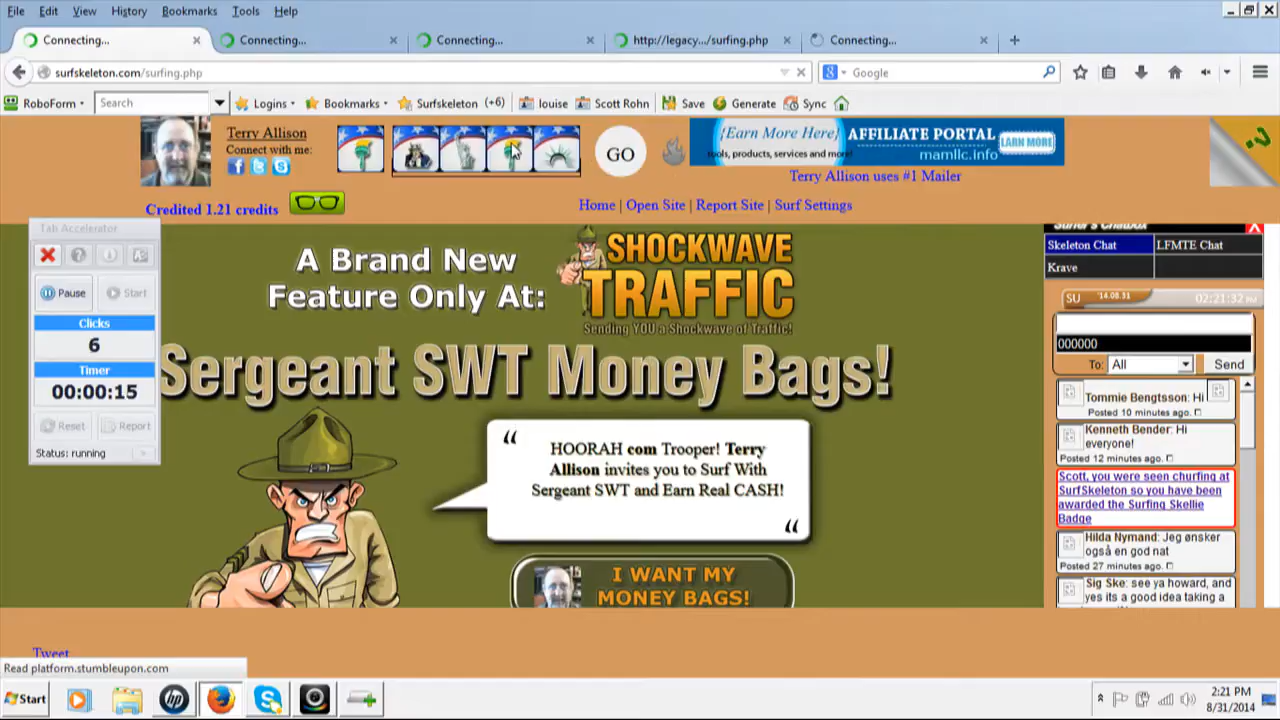 File Edit View History Bookmarks Tools Help
Connecting... Connecting... Connecting... http://legacy.../surfing.php Connecting...
surfskeleton.com/surfing.php Google
RoboForm Search Logins Bookmarks Surfskeleton (+6) louise Scott Rohn Save Generate Sync
Terry Allison
Connect with me:
GO
{Earn More Here} AFFILIATE PORTAL
tools, products, services and more! mamllc.info LEARN MORE
Terry Allison uses #1 Mailer
Credited 1.21 credits
Home | Open Site | Report Site | Surf Settings
Tab Accelerator
Pause Start
Clicks
6
Timer
00:00:15
Reset Report
Status: running
A Brand New
Feature Only At:
SHOCKWAVE
TRAFFIC
Sending YOU a Shockwave of Traffic!
Sergeant SWT Money Bags!
“ HOORAH com Trooper! Terry
Allison invites you to Surf With
Sergeant SWT and Earn Real CASH!
“
I WANT MY
MONEY BAGS!
Surfer's Chatbox X
Skeleton Chat LFMTE Chat
Krave
SU '14.08.31 02:21:32 PM
000000
To: All Send
Tommie Bengtsson: Hi
Posted 10 minutes ago.
Kenneth Bender: Hi
everyone!
Posted 12 minutes ago.
Scott, you were seen churfing at
SurfSkeleton so you have been
awarded the Surfing Skellie
Badge
Hilda Nymand: Jeg ønsker
også en god nat
Posted 27 minutes ago.
Sig Ske: see ya howard, and
yes its a good idea taking a
Tweet
Read platform.stumbleupon.com
Start
2:21 PM
8/31/2014